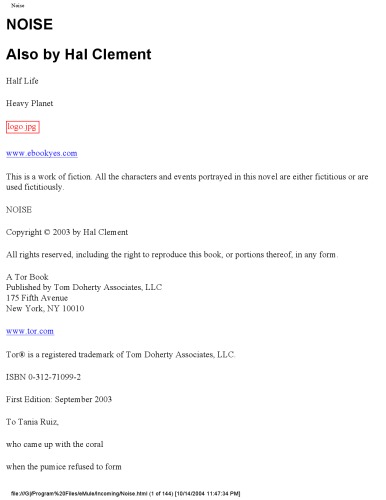 Noise
NOISE
Also by Hal Clement
Half Life
Heavy Planet
logo.jpg
www.ebookyes.com
This is a work of fiction. All the characters and events portrayed in this novel are either fictitious or are
used fictitiously.
NOISE
Copyright © 2003 by Hal Clement
All rights reserved, including the right to reproduce this book, or portions thereof, in any form.
A Tor Book
Published by Tom Doherty Associates, LLC
175 Fifth Avenue
New York, NY 10010
www.tor.com
Tor® is a registered trademark of Tom Doherty Associates, LLC.
ISBN 0-312-71099-2
First Edition: September 2003
To Tania Ruiz,
who came up with the coral
when the pumice refused to form
file:///G|/Program%20Files/eMule/Incoming/Noise.html (1 of 144) [10/14/2004 11:47:34 PM]